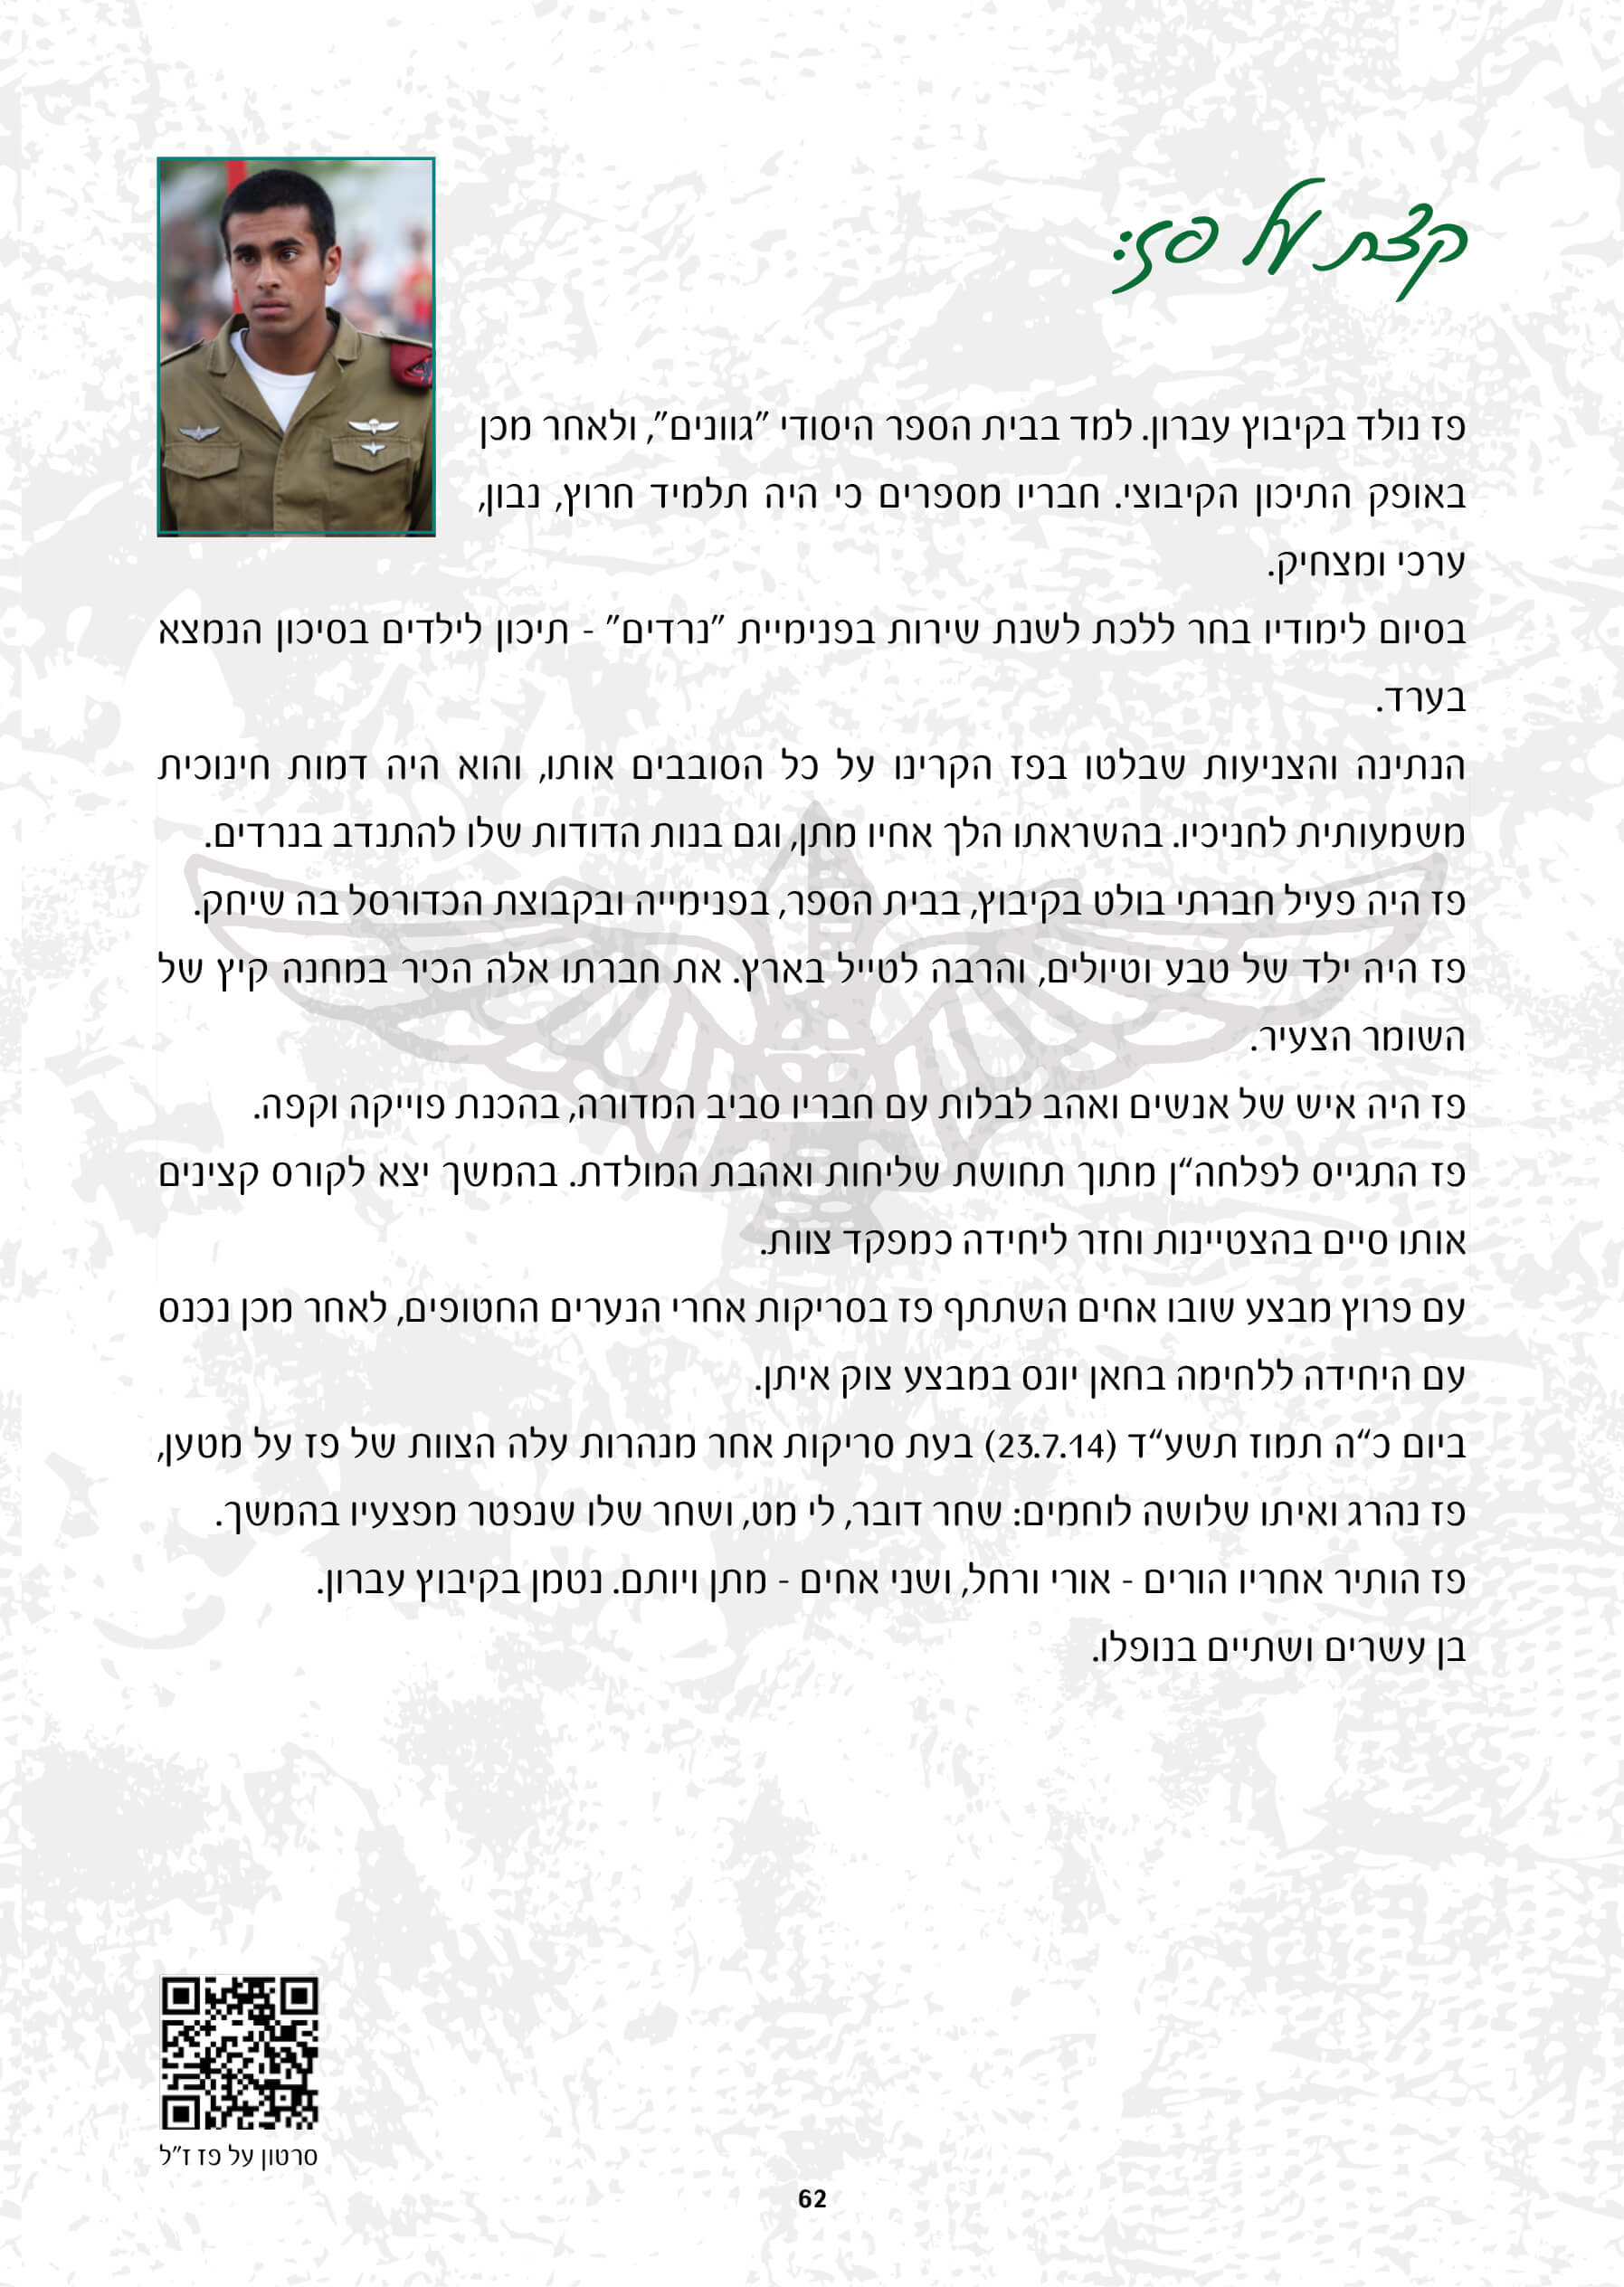 קצת על פז:
פז נולד בקיבוץ עברון. למד בבית הספר היסודי "גוונים", ולאחר מכן
באופק התיכון הקיבוצי. חבריו מספרים כי היה תלמיד חרוץ, נבון,
ערכי ומצחיק.
בסיום לימודיו בחר ללכת לשנת שירות בפנימיית "נרדים" - תיכון לילדים בסיכון הנמצא
בערד.
הנתינה והצניעות שבלטו בפז הקרינו על כל הסובבים אותו, והוא היה דמות חינוכית
משמעותית לחניכיו. בהשראתו הלך אחיו מתן, וגם בנות הדודות שלו להתנדב בנרדים.
פז היה פעיל חברתי בולט בקיבוץ, בבית הספר, בפנימייה ובקבוצת הכדורסל בה שיחק.
פז היה ילד של טבע וטיולים, והרבה לטייל בארץ. את חברתו אלה הכיר במחנה קיץ של
השומר הצעיר.
פז היה איש של אנשים ואהב לבלות עם חבריו סביב המדורה, בהכנת פוייקה וקפה.
פז התגייס לפלחה“ן מתוך תחושת שליחות ואהבת המולדת. בהמשך יצא לקורס קצינים
אותו סיים בהצטיינות וחזר ליחידה כמפקד צוות.
עם פרוץ מבצע שובו אחים השתתף פז בסריקות אחרי הנערים החטופים, לאחר מכן נכנס
עם היחידה ללחימה בחאן יונס במבצע צוק איתן.
ביום כ“ה תמוז תשע“ד (23.7.14) בעת סריקות אחר מנהרות עלה הצוות של פז על מטען,
פז נהרג ואיתו שלושה לוחמים: שחר דובר, לי מט, ושחר שלו שנפטר מפצעיו בהמשך.
פז הותיר אחריו הורים - אורי ורחל, ושני אחים - מתן ויותם. נטמן בקיבוץ עברון.
בן עשרים ושתיים בנופלו.
סרטון על פז ז"ל
62